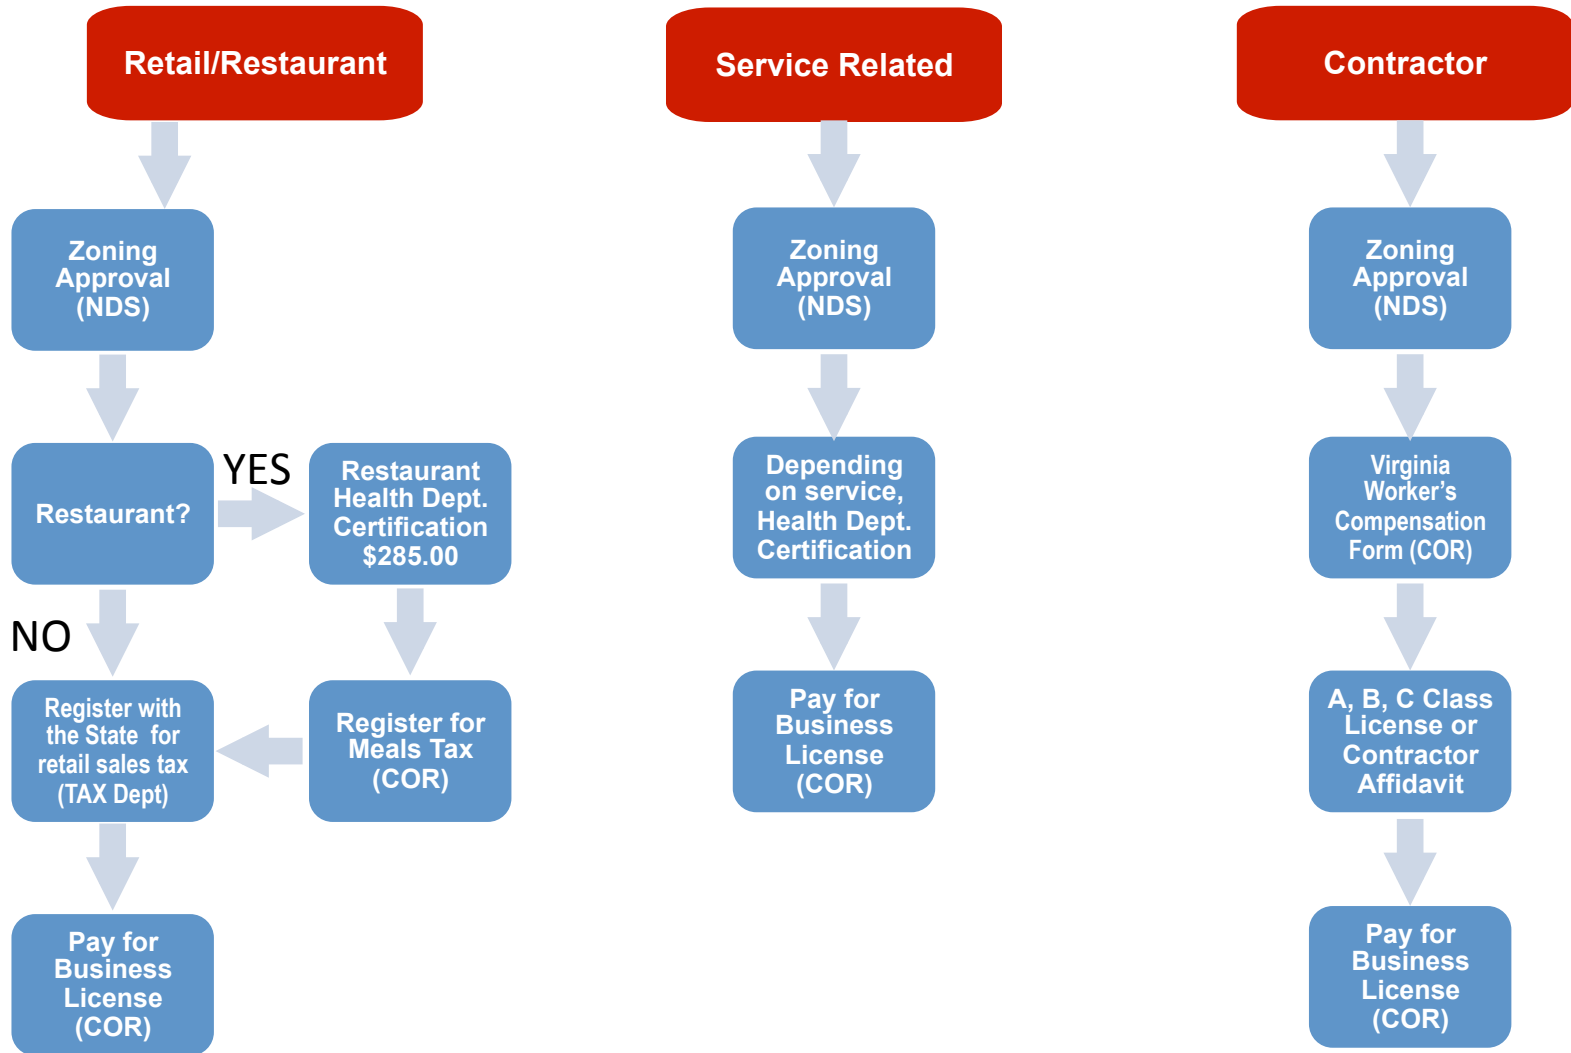 Retail/Restaurant
Zoning
Approval
(NDS)
Restaurant?
YES
Restaurant
Health Dept.
Certification
$285.00
NO
Register with
the State for
retail sales tax
(TAX Dept)
Register for
Meals Tax
(COR)
Pay for
Business
License
(COR)
Service Related
Zoning
Approval
(NDS)
Depending
on service,
Health Dept.
Certification
Pay for
Business
License
(COR)
Contractor
Zoning
Approval
(NDS)
Virginia
Worker’s
Compensation
Form (COR)
A, B, C Class
License or
Contractor
Affidavit
Pay for
Business
License
(COR)